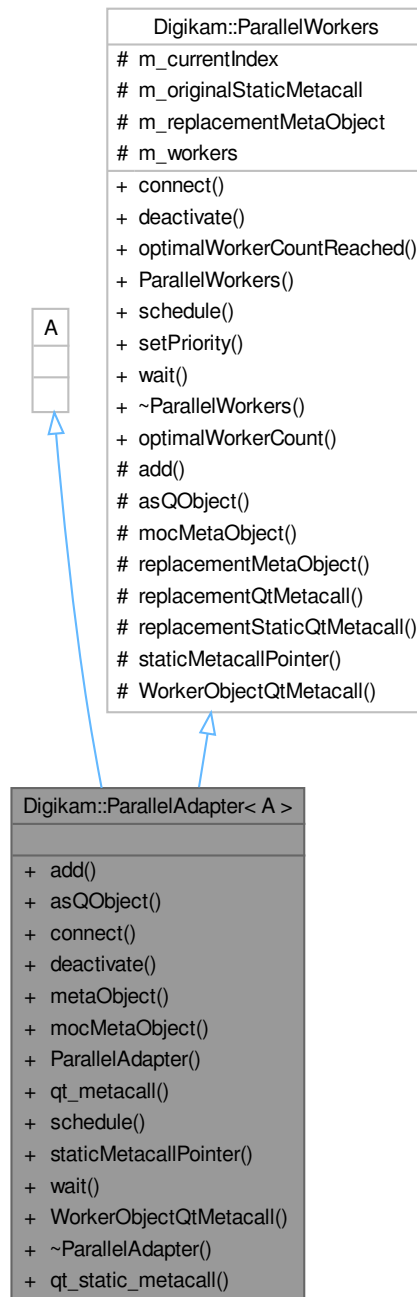 Digikam::ParallelWorkers
# m_currentIndex
# m_originalStaticMetacall
# m_replacementMetaObject
# m_workers
+ connect()
+ deactivate()
+ optimalWorkerCountReached()
+ ParallelWorkers()
+ schedule()
+ setPriority()
+ wait()
+ ~ParallelWorkers()
+ optimalWorkerCount()
# add()
# asQObject()
# mocMetaObject()
# replacementMetaObject()
# replacementQtMetacall()
# replacementStaticQtMetacall()
# staticMetacallPointer()
# WorkerObjectQtMetacall()
A
Digikam::ParallelAdapter< A >
+ add()
+ asQObject()
+ connect()
+ deactivate()
+ metaObject()
+ mocMetaObject()
+ ParallelAdapter()
+ qt_metacall()
+ schedule()
+ staticMetacallPointer()
+ wait()
+ WorkerObjectQtMetacall()
+ ~ParallelAdapter()
+ qt_static_metacall()